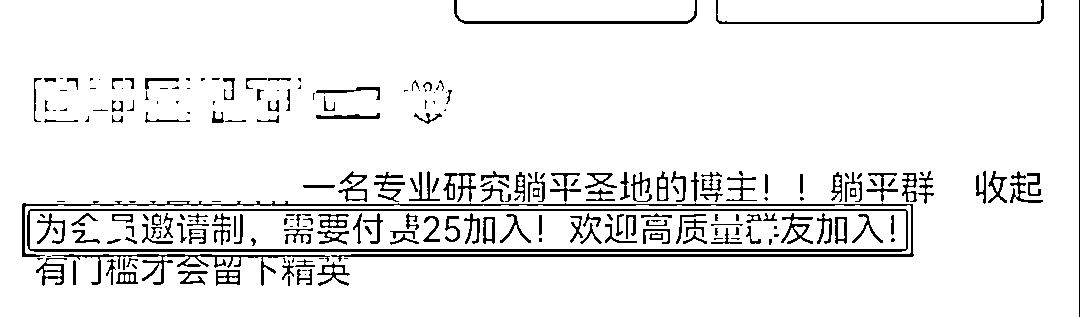 一名专业研究躺平圣地的博主！！躺平群 收起
为会员邀请制，需要付费25加入！欢迎高质量群友加入！
有门槛才会留下精英